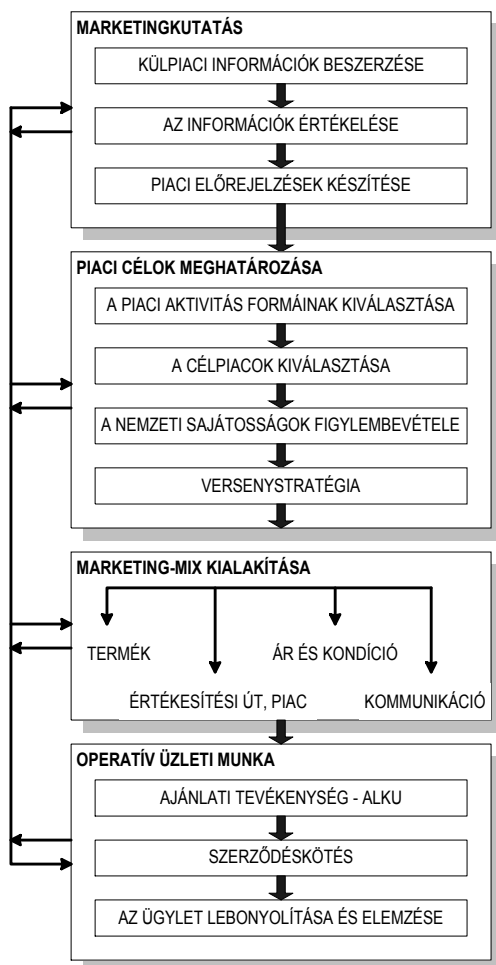 MARKETINGKUTATÁS
KÜLPIACI INFORMÁCIÓK BESZERZÉSE
AZ INFORMÁCIÓK ÉRTÉKELÉSE
PIACI ELŐREJELZÉSEK KÉSZÍTÉSE
PIACI CÉLOK MEGHATÁROZÁSA
A PIACI AKTIVITÁS FORMÁINAK KIVÁLASZTÁSA
A CÉLPIACOK KIVÁLASZTÁSA
A NEMZETI SAJÁTOSSÁGOK FIGYLEMBEVÉTELE
VERSENYSTRATÉGIA
MARKETING-MIX KIALAKÍTÁSA
TERMÉK ÁR ÉS KONDÍCIÓ
ÉRTÉKESÍTÉSI ÚT, PIAC KOMMUNIKÁCIÓ
OPERATÍV ÜZLETI MUNKA
AJÁNLATI TEVÉKENYSÉG - ALKU
SZERZŐDÉSKÖTÉS
AZ ÜGYLET LEBONYOLÍTÁSA ÉS ELEMZÉSE